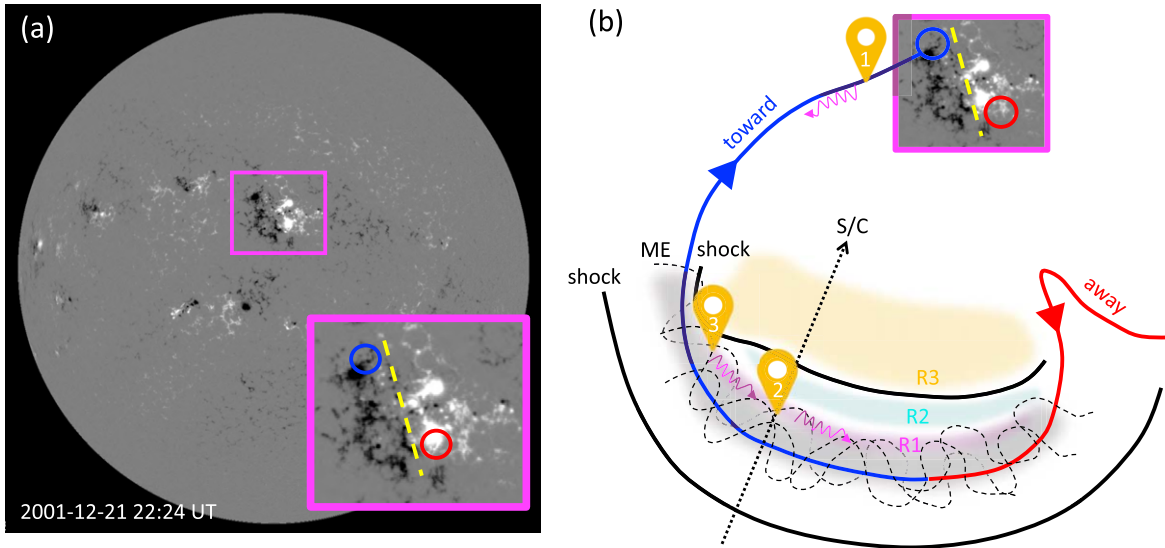 (a)
2001-12-21 22:24 UT
(b)
1
toward
S/C
ME
shock
shock
away
3
2
R3
R2
R1